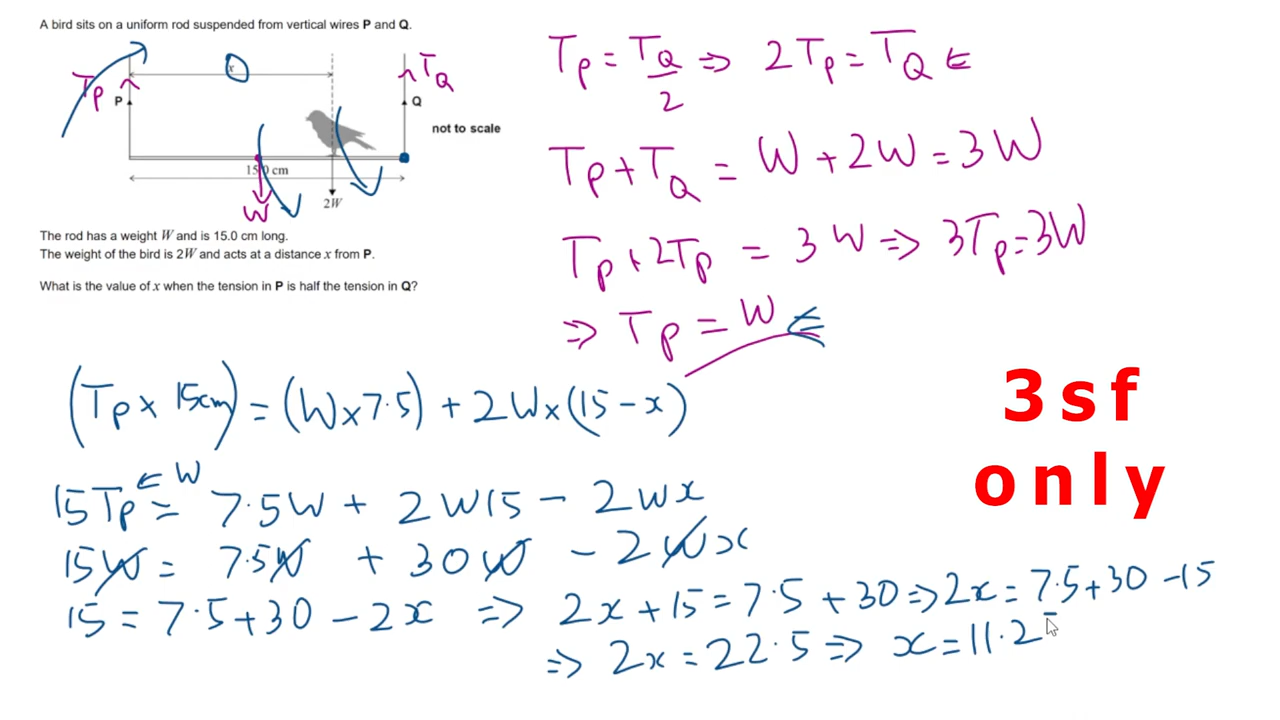 A bird sits on a uniform rod suspended from vertical wires P and Q.
x
Tp
TQ
P
Q
not to scale
15.0 cm
W
2W
The rod has a weight W and is 15.0 cm long.
The weight of the bird is 2W and acts at a distance x from P.
What is the value of x when the tension in P is half the tension in Q?
Tp = TQ/2 ⇒ 2Tp = TQ ∈
Tp + TQ = W + 2W = 3W
Tp + 2Tp = 3W ⇒ 3Tp = 3W
⇒ Tp = W ⇐
(Tp × 15cm) = (W × 7.5) + 2W × (15 - x)
15Tp ∈ W = 7.5W + 2W15 - 2Wx
15W = 7.5W + 30W - 2Wx
15 = 7.5 + 30 - 2x ⇒ 2x + 15 = 7.5 + 30 ⇒ 2x = 7.5 + 30 - 15
⇒ 2x = 22.5 ⇒ x = 11.2
3sf
only